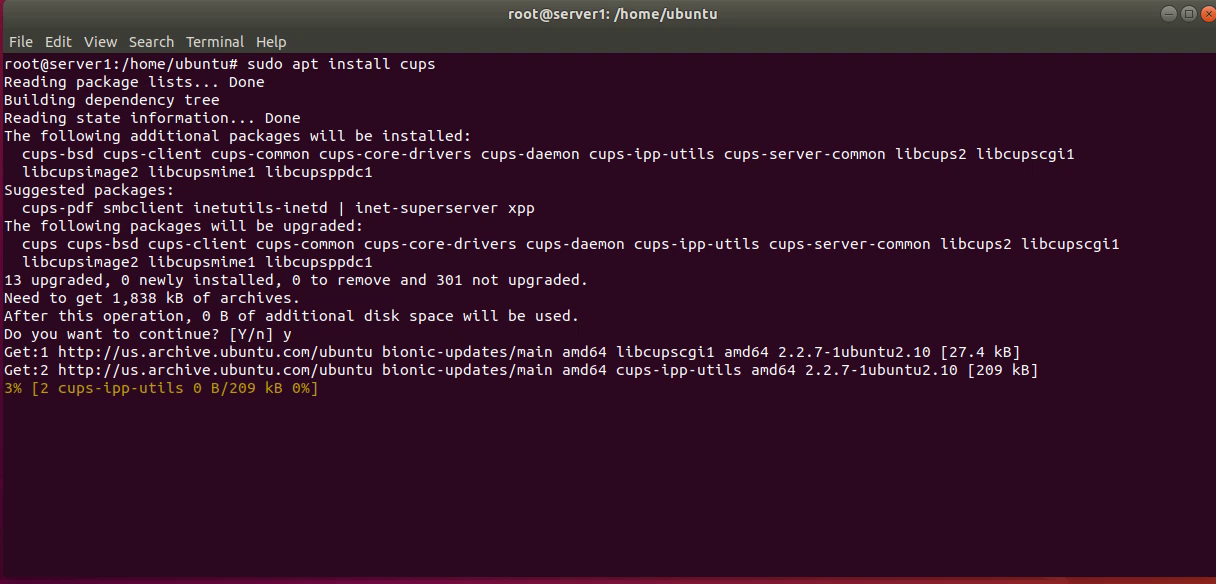 root@server1: /home/ubuntu
File Edit View Search Terminal Help
root@server1:/home/ubuntu# sudo apt install cups
Reading package lists... Done
Building dependency tree
Reading state information... Done
The following additional packages will be installed:
  cups-bsd cups-client cups-common cups-core-drivers cups-daemon cups-ipp-utils cups-server-common libcups2 libcupscgi1
  libcupsimage2 libcupsmime1 libcupsppdc1
Suggested packages:
  cups-pdf smbclient inetutils-inetd | inet-superserver xpp
The following packages will be upgraded:
  cups cups-bsd cups-client cups-common cups-core-drivers cups-daemon cups-ipp-utils cups-server-common libcups2 libcupscgi1
  libcupsimage2 libcupsmime1 libcupsppdc1
13 upgraded, 0 newly installed, 0 to remove and 301 not upgraded.
Need to get 1,838 kB of archives.
After this operation, 0 B of additional disk space will be used.
Do you want to continue? [Y/n] y
Get:1 http://us.archive.ubuntu.com/ubuntu bionic-updates/main amd64 libcupscgi1 amd64 2.2.7-1ubuntu2.10 [27.4 kB]
Get:2 http://us.archive.ubuntu.com/ubuntu bionic-updates/main amd64 cups-ipp-utils amd64 2.2.7-1ubuntu2.10 [209 kB]
3% [2 cups-ipp-utils 0 B/209 kB 0%]